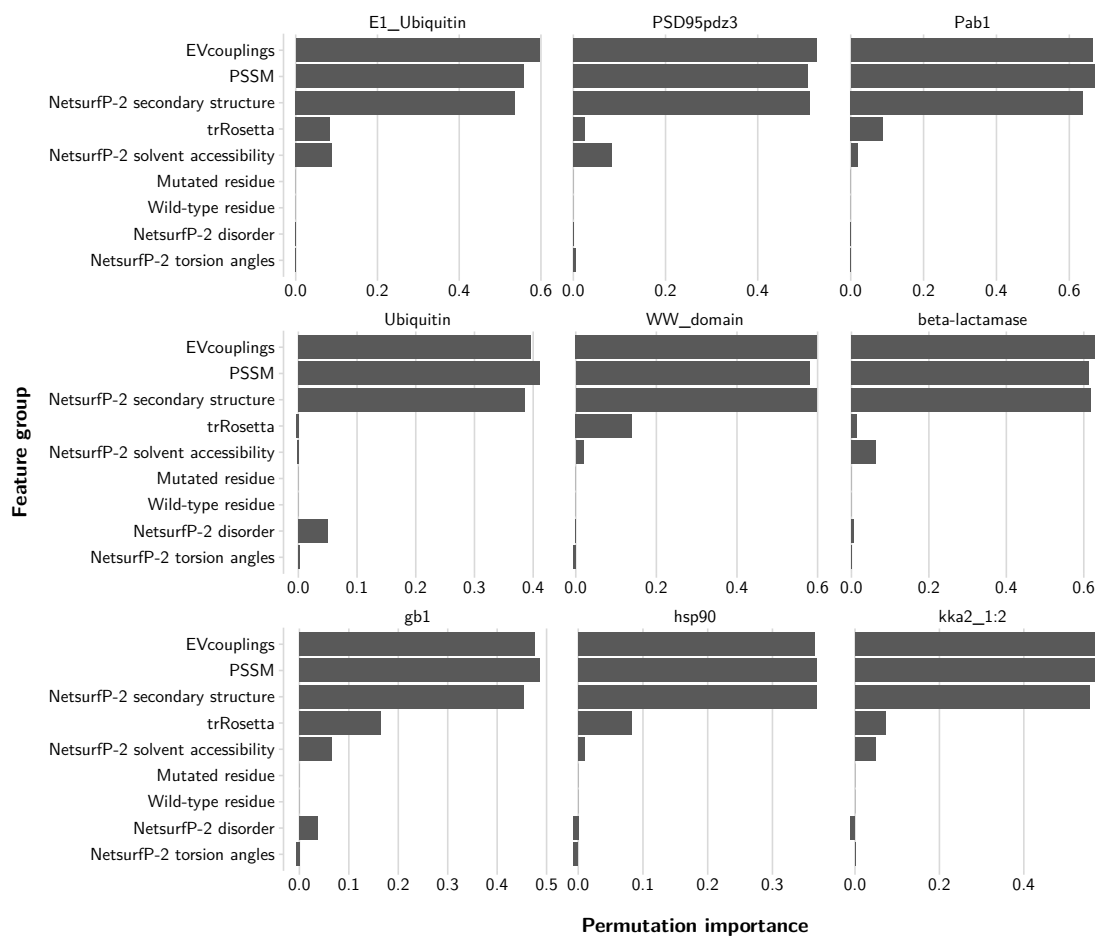 E1_Ubiquitin PSD95pdz3 Pab1
EVcouplings
PSSM
NetsurfP-2 secondary structure
trRosetta
NetsurfP-2 solvent accessibility
Mutated residue
Wild-type residue
NetsurfP-2 disorder
NetsurfP-2 torsion angles
0.0 0.2 0.4 0.6 0.0 0.2 0.4 0.0 0.2 0.4 0.6
Ubiquitin WW_domain beta-lactamase
EVcouplings
PSSM
NetsurfP-2 secondary structure
trRosetta
NetsurfP-2 solvent accessibility
Mutated residue
Wild-type residue
NetsurfP-2 disorder
NetsurfP-2 torsion angles
0.0 0.1 0.2 0.3 0.4 0.0 0.2 0.4 0.6 0.0 0.2 0.4 0.6
Feature group
gb1 hsp90 kka2_1:2
EVcouplings
PSSM
NetsurfP-2 secondary structure
trRosetta
NetsurfP-2 solvent accessibility
Mutated residue
Wild-type residue
NetsurfP-2 disorder
NetsurfP-2 torsion angles
0.0 0.1 0.2 0.3 0.4 0.5 0.0 0.1 0.2 0.3 0.0 0.2 0.4
Permutation importance